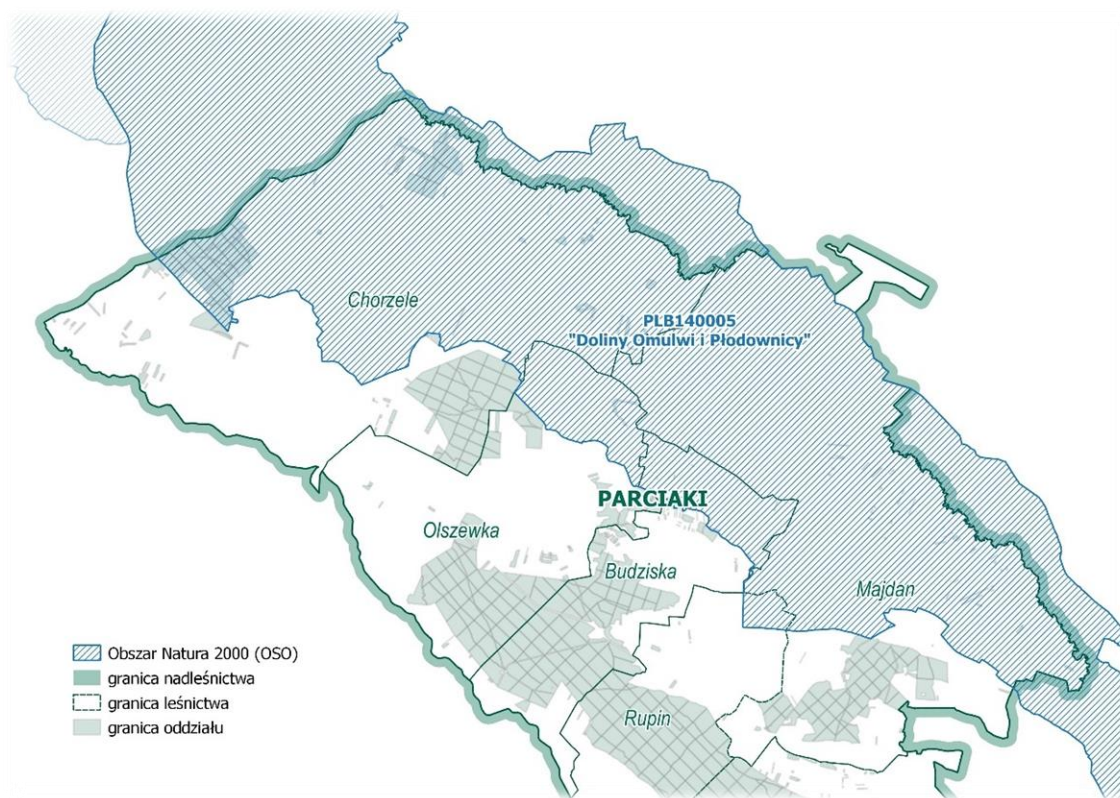 Chorzele
PLB140005
"Doliny Omulwi i Płodownicy"
PARCIAKI
Olszewka
Budziska
Majdan
Rupin
Obszar Natura 2000 (OSO)
granica nadleśnictwa
granica leśnictwa
granica oddziału